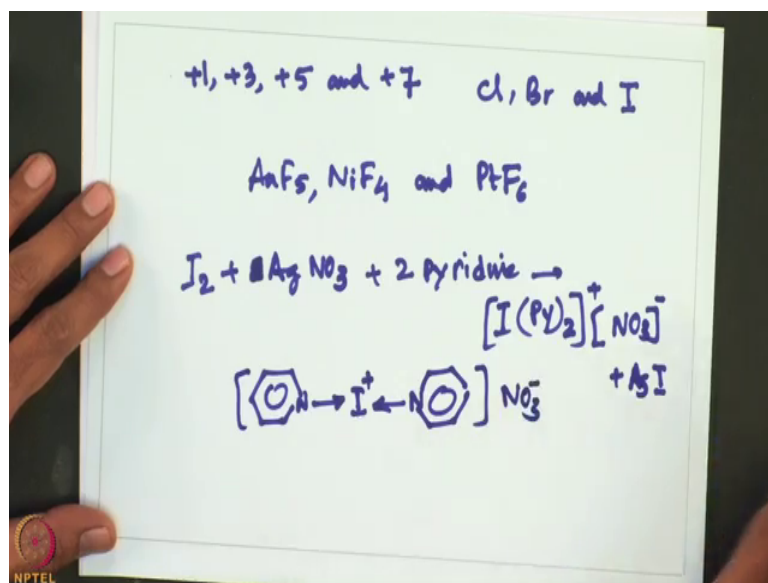 +1, +3, +5 and +7 Cl, Br and I
AuF₅, NiF₄ and PtF₆
I₂ + AgNO₃ + 2 Pyridine →
[I(PY)₂]⁺[NO₃]⁻
+ AgI
[N → I⁺ ← N] NO₃⁻
NPTEL